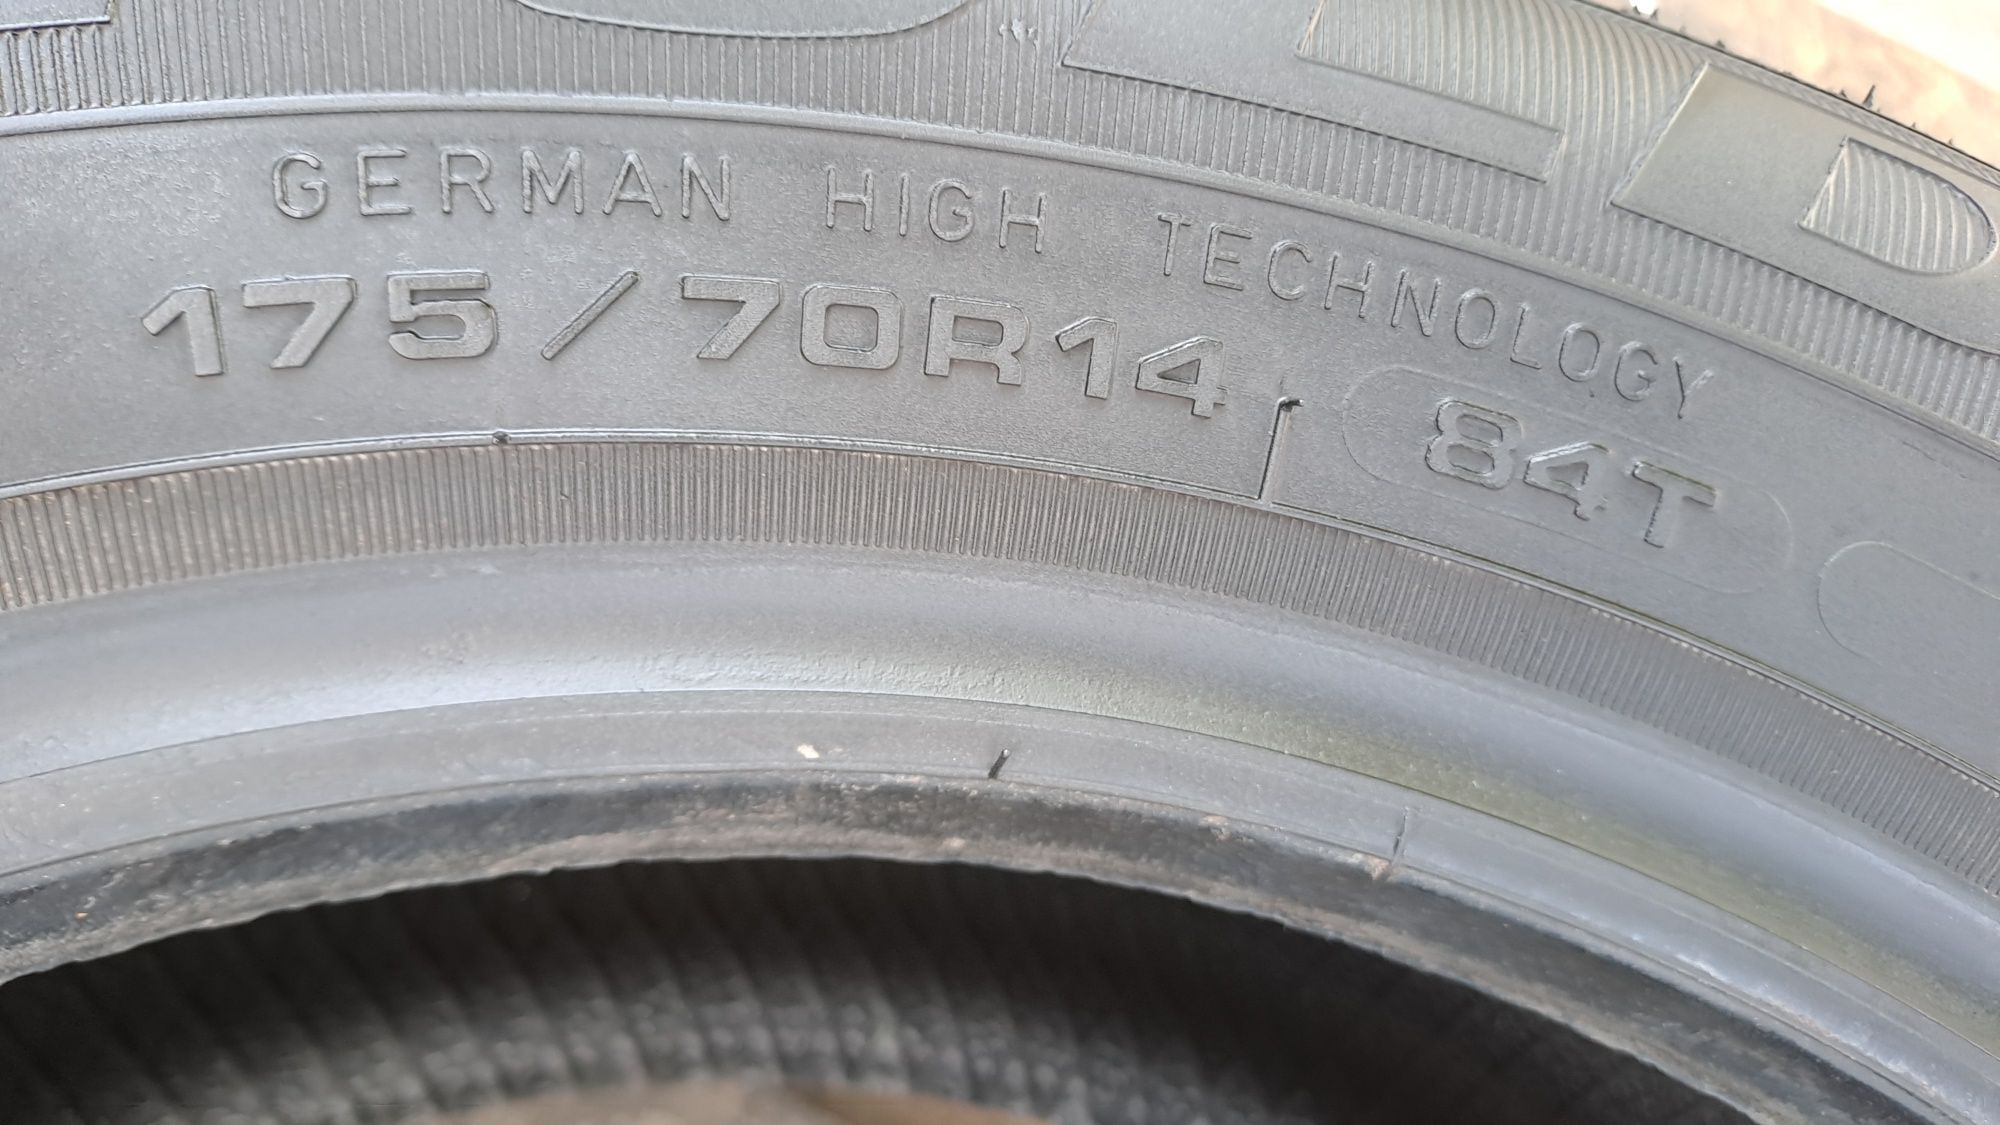 GERMAN HIGH TECHNOLOGY
175/70R14 84T